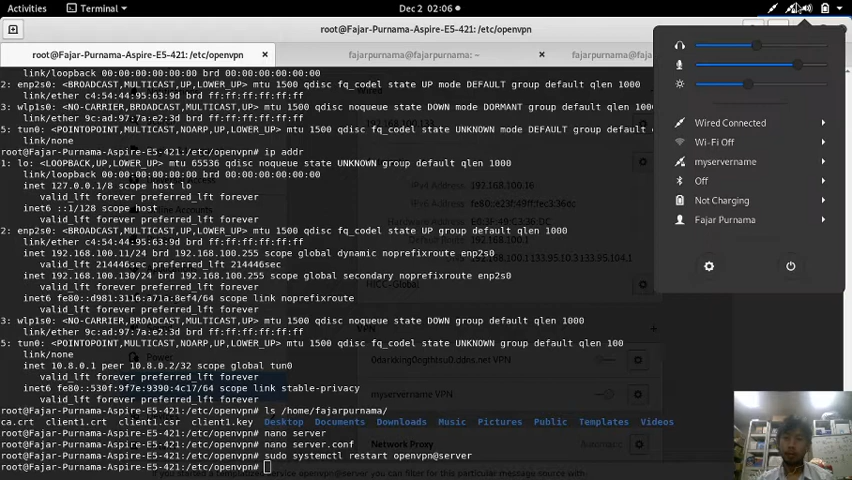 Activities
Terminal
Dec 2 02:06
root@Fajar-Purnama-Aspire-E5-421: /etc/openvpn
root@Fajar-Purnama-Aspire-E5-421: /etc/openvpn
fajarpurnama@fajarpurnama: ~
fajarpurnama@faja
link/loopback 00:00:00:00:00:00 brd 00:00:00:00:00:00
2: enp2s0: <BROADCAST,MULTICAST,UP,LOWER_UP> mtu 1500 qdisc fq_codel state UP mode DEFAULT group default qlen 1000
link/ether c4:54:44:95:63:9d brd ff:ff:ff:ff:ff:ff
3: wlp1s0: <NO-CARRIER,BROADCAST,MULTICAST,UP> mtu 1500 qdisc noqueue state DOWN mode DORMANT group default qlen 1000
link/ether 9c:ad:97:7a:e2:3d brd ff:ff:ff:ff:ff:ff
5: tun0: <POINTOPOINT,MULTICAST,NOARP,UP,LOWER_UP> mtu 1500 qdisc fq_codel state UNKNOWN mode DEFAULT group default q
link/none
root@Fajar-Purnama-Aspire-E5-421:/etc/openvpn# ip addr
1: lo: <LOOPBACK,UP,LOWER_UP> mtu 65536 qdisc noqueue state UNKNOWN group default qlen 1000
link/loopback 00:00:00:00:00:00 brd 00:00:00:00:00:00
inet 127.0.0.1/8 scope host lo
valid_lft forever preferred_lft forever
inet6 ::1/128 scope host
valid_lft forever preferred_lft forever
2: enp2s0: <BROADCAST,MULTICAST,UP,LOWER_UP> mtu 1500 qdisc fq_codel state UP group default qlen 1000
link/ether c4:54:44:95:63:9d brd ff:ff:ff:ff:ff:ff
inet 192.168.100.11/24 brd 192.168.100.255 scope global dynamic noprefixroute enp2s0
valid_lft 214446sec preferred_lft 214446sec
inet 192.168.100.130/24 brd 192.168.100.255 scope global secondary noprefixroute enp2s0
valid_lft forever preferred_lft forever
inet6 fe80::d981:3116:a71a:8ef4/64 scope link noprefixroute
valid_lft forever preferred_lft forever
3: wlp1s0: <NO-CARRIER,BROADCAST,MULTICAST,UP> mtu 1500 qdisc noqueue state DOWN group default qlen 1000
link/ether 9c:ad:97:7a:e2:3d brd ff:ff:ff:ff:ff:ff
5: tun0: <POINTOPOINT,MULTICAST,NOARP,UP,LOWER_UP> mtu 1500 qdisc fq_codel state UNKNOWN group default qlen 100
link/none
inet 10.8.0.1 peer 10.8.0.2/32 scope global tun0
valid_lft forever preferred_lft forever
inet6 fe80::530f:9f7e:9390:4c17/64 scope link stable-privacy
valid_lft forever preferred_lft forever
root@Fajar-Purnama-Aspire-E5-421:/etc/openvpn# ls /home/fajarpurnama/
ca.crt client1.crt client1.csr client1.key Desktop Documents Downloads Music Pictures Public Templates Videos
root@Fajar-Purnama-Aspire-E5-421:/etc/openvpn# nano server
root@Fajar-Purnama-Aspire-E5-421:/etc/openvpn# nano server.conf
root@Fajar-Purnama-Aspire-E5-421:/etc/openvpn# sudo systemctl restart openvpn@server
root@Fajar-Purnama-Aspire-E5-421:/etc/openvpn#
Wired Connected
Wi-Fi Off
myservername
Off
Not Charging
Fajar Purnama
HICC-Global
VPN
myservername VPN
Network Proxy
Automatic
Power